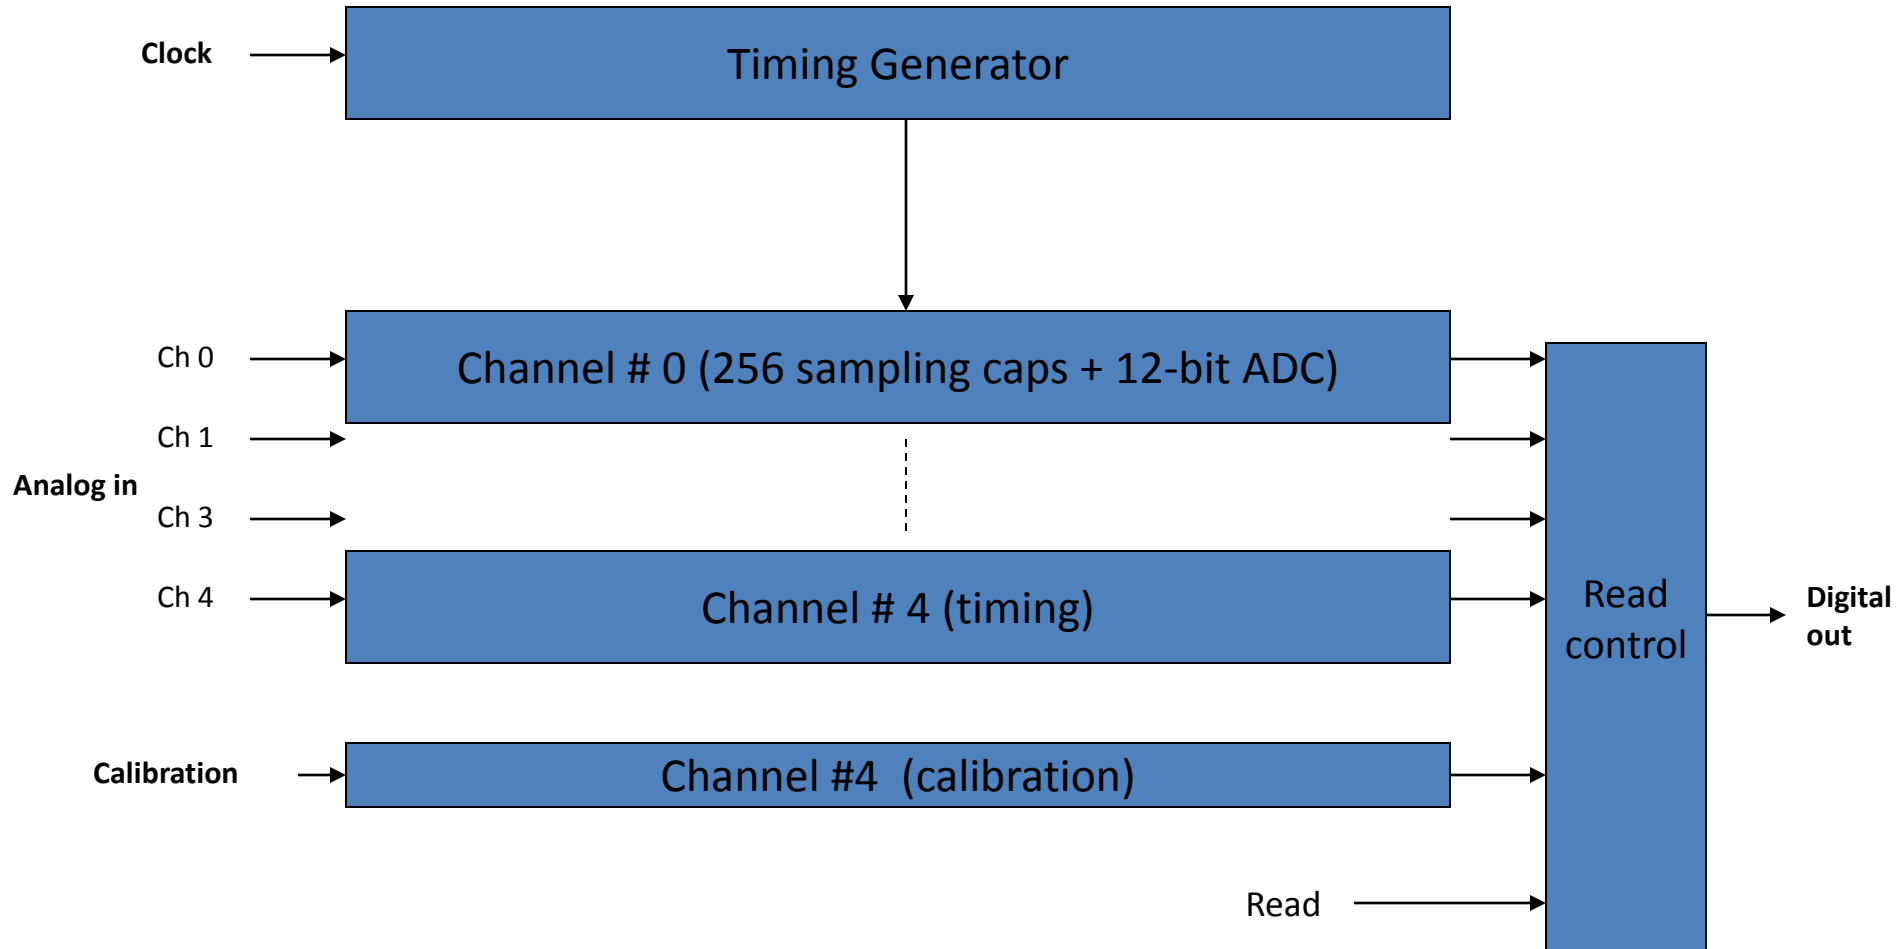 Clock
Timing Generator
Ch 0
Channel # 0 (256 sampling caps + 12-bit ADC)
Ch 1
Analog in
Ch 3
Ch 4
Channel # 4 (timing)
Read
control
Digital
out
Calibration
Channel #4  (calibration)
Read